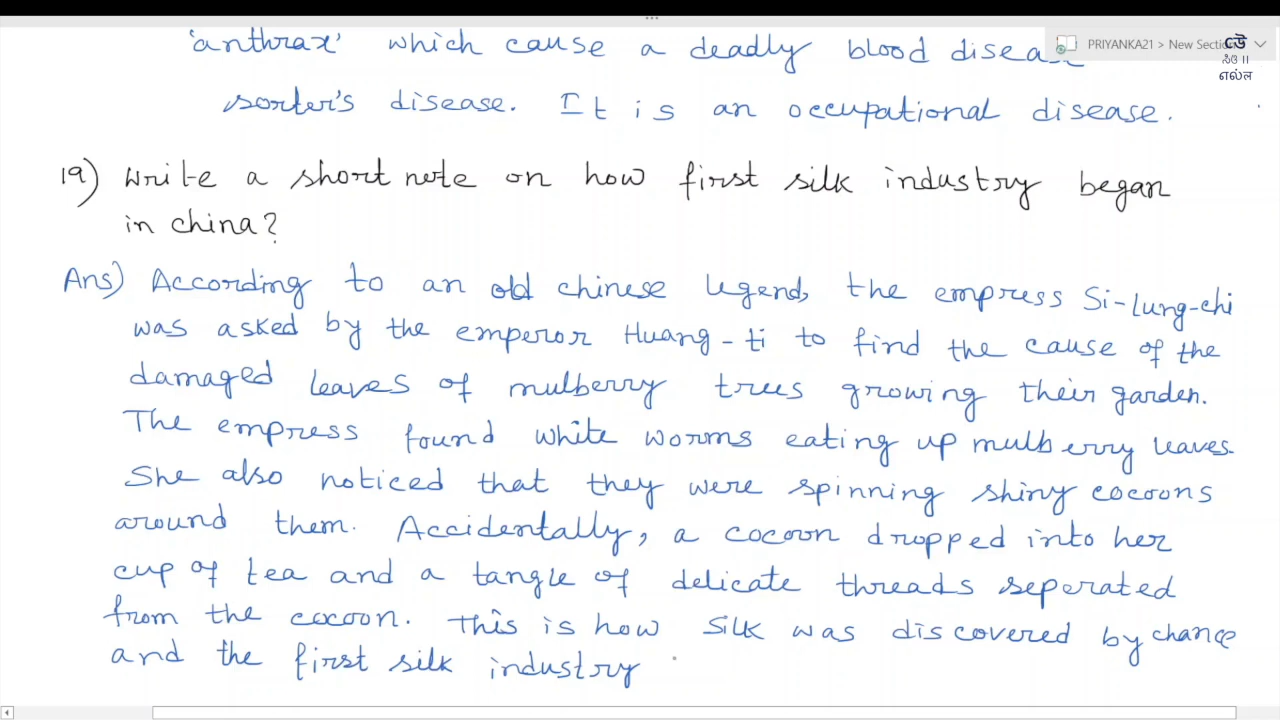 'anthrax' which cause a deadly blood disease
PRIYANKA21 > New Section
sorter's disease. It is an occupational disease.
19) Write a short note on how first silk industry began
in china?
Ans) According to an old chinese legend, the empress Si-Lung-chi
was asked by the emperor Huang-ti to find the cause of the
damaged leaves of mulberry trees growing their garden.
The empress found white worms eating up mulberry leaves.
She also noticed that they were spinning shiny cocoons
around them. Accidentally, a cocoon dropped into her
cup of tea and a tangle of delicate threads seperated
from the cocoon. This is how silk was discovered by chance
and the first silk industry